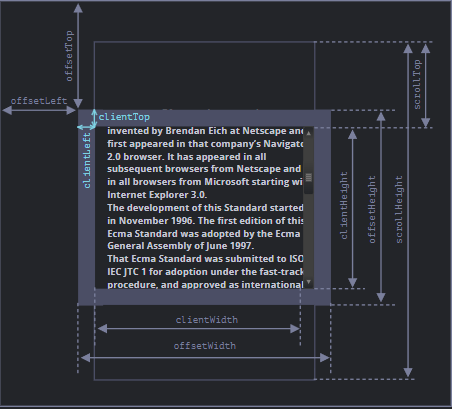 offsetTop
scrollTop
offsetLeft
clientTop
clientLeft
invented by Brendan Eich at Netscape and
first appeared in that company's Navigato
2.0 browser. It has appeared in all
subsequent browsers from Netscape and
in all browsers from Microsoft starting wi
Internet Explorer 3.0.
The development of this Standard started
in November 1996. The first edition of this
Ecma Standard was adopted by the Ecma
General Assembly of June 1997.
That Ecma Standard was submitted to ISO
IEC JTC 1 for adoption under the fast-track
procedure, and approved as international
clientHeight
offsetHeight
scrollHeight
clientWidth
offsetWidth